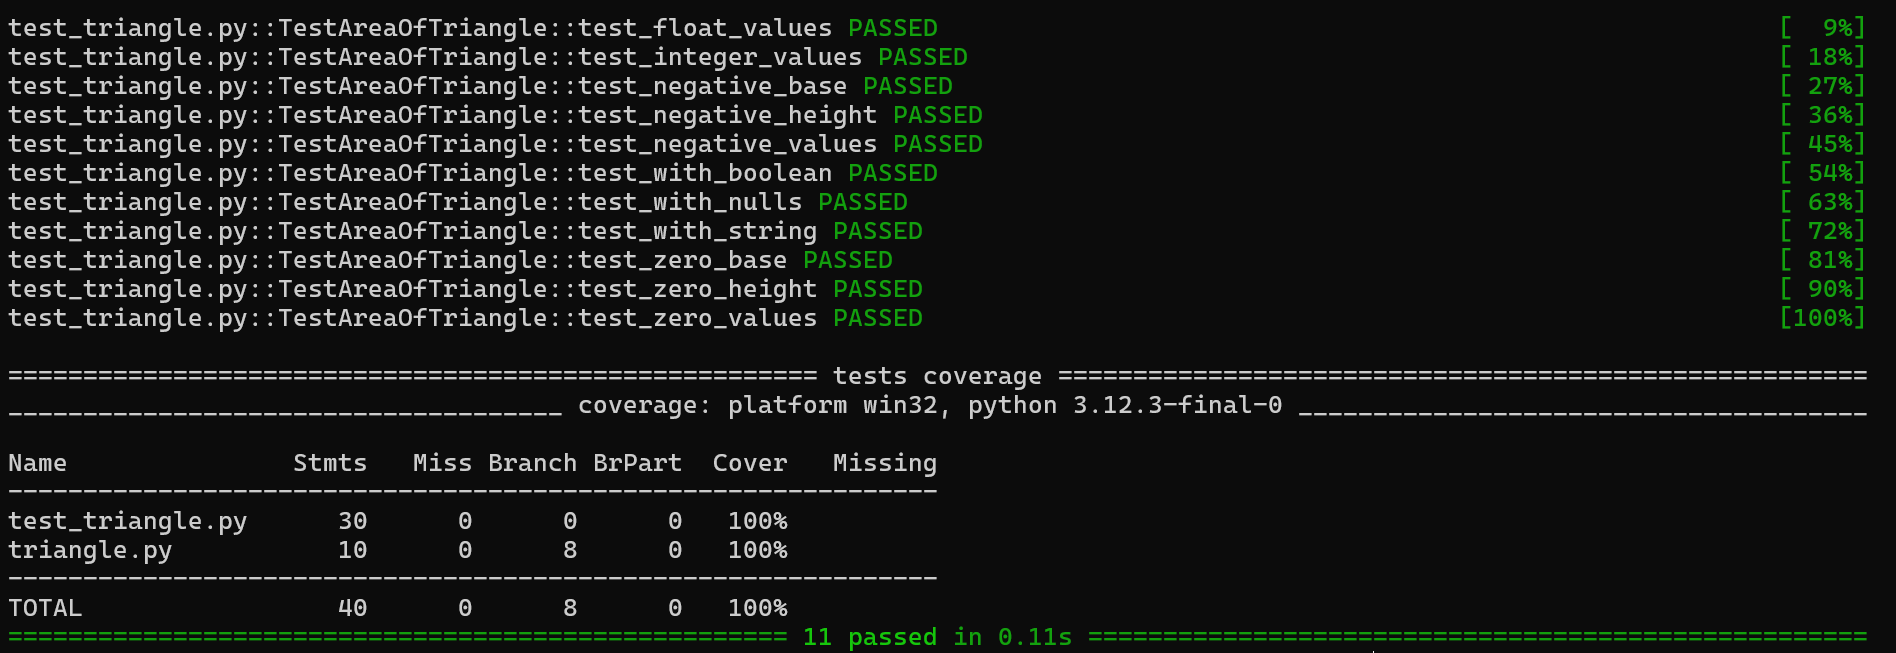 test_triangle.py::TestAreaOfTriangle::test_float_values PASSED [  9%]
test_triangle.py::TestAreaOfTriangle::test_integer_values PASSED [ 18%]
test_triangle.py::TestAreaOfTriangle::test_negative_base PASSED [ 27%]
test_triangle.py::TestAreaOfTriangle::test_negative_height PASSED [ 36%]
test_triangle.py::TestAreaOfTriangle::test_negative_values PASSED [ 45%]
test_triangle.py::TestAreaOfTriangle::test_with_boolean PASSED [ 54%]
test_triangle.py::TestAreaOfTriangle::test_with_nulls PASSED [ 63%]
test_triangle.py::TestAreaOfTriangle::test_with_string PASSED [ 72%]
test_triangle.py::TestAreaOfTriangle::test_zero_base PASSED [ 81%]
test_triangle.py::TestAreaOfTriangle::test_zero_height PASSED [ 90%]
test_triangle.py::TestAreaOfTriangle::test_zero_values PASSED [100%]
====================================================== tests coverage ======================================================
_____________________________________ coverage: platform win32, python 3.12.3-final-0 ______________________________________
Name               Stmts   Miss Branch BrPart  Cover   Missing
--------------------------------------------------------------
test_triangle.py      30      0      0      0   100%
triangle.py           10      0      8      0   100%
--------------------------------------------------------------
TOTAL                 40      0      8      0   100%
==================================================== 11 passed in 0.11s ====================================================